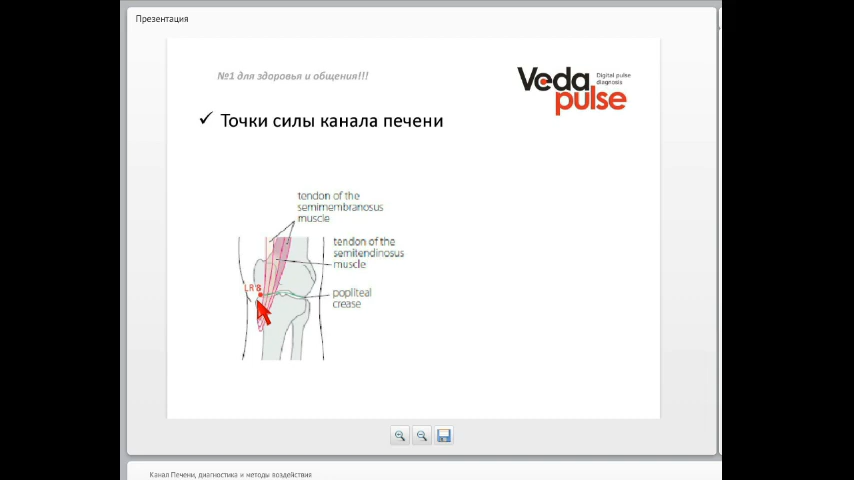 Презентация
№1 для здоровья и общения!!!
Veda
pulse
Digital pulse
diagnosis
Точки силы канала печени
tendon of the
semimembranosus
muscle
tendon of the
semitendinosus
muscle
LR 8
popliteal
crease
Канал Печени, диагностика и методы воздействия